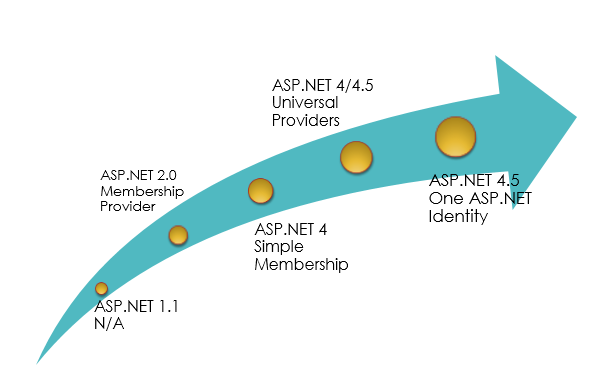 ASP.NET 4/4.5
Universal
Providers
ASP.NET 2.0
Membership
Provider
ASP.NET 4.5
One ASP.NET
Identity
ASP.NET 4
Simple
Membership
ASP.NET 1.1
N/A